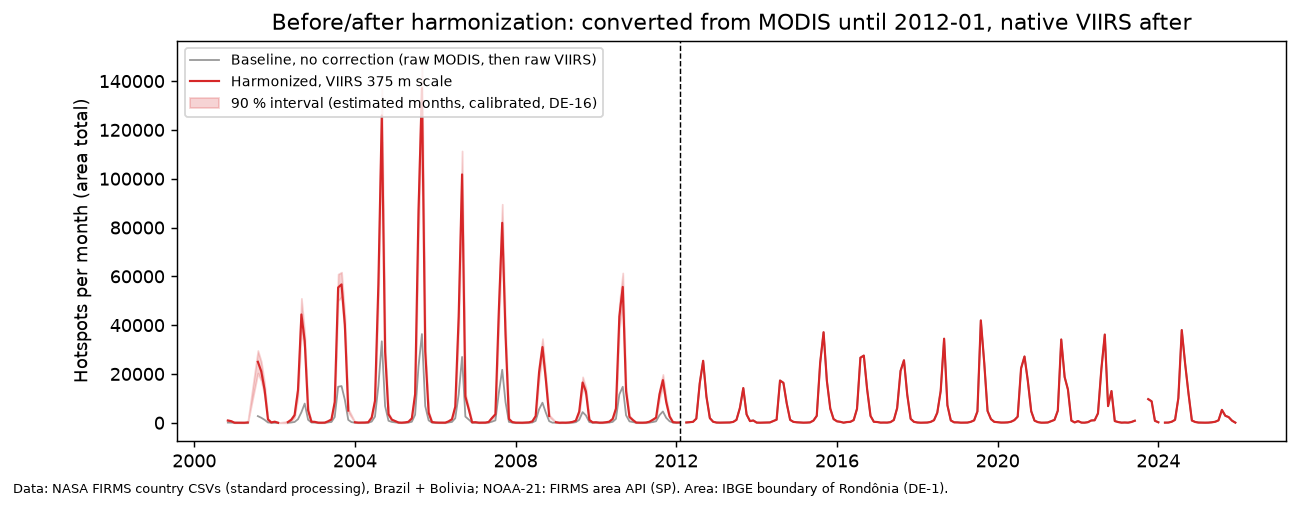 Before/after harmonization: converted from MODIS until 2012-01, native VIIRS after
Baseline, no correction (raw MODIS, then raw VIIRS)
Harmonized, VIIRS 375 m scale
90 % interval (estimated months, calibrated, DE-16)
Hotspots per month (area total)
140000
120000
100000
80000
60000
40000
20000
0
2000 2004 2008 2012 2016 2020 2024
Data: NASA FIRMS country CSVs (standard processing), Brazil + Bolivia; NOAA-21: FIRMS area API (SP). Area: IBGE boundary of Rondônia (DE-1).